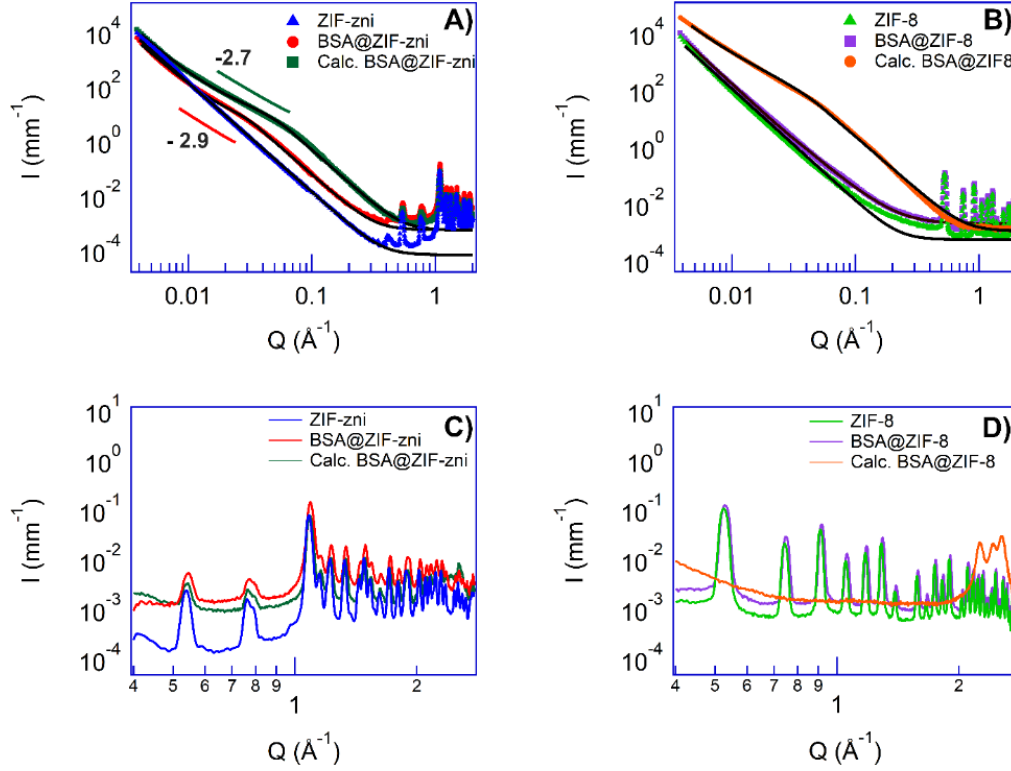 A)
ZIF-zni
BSA@ZIF-zni
Calc. BSA@ZIF-zni
-2.7
- 2.9
10^4
10^2
10^0
10^-2
10^-4
I (mm^-1)
0.01 0.1 1
Q (Å^-1)
B)
ZIF-8
BSA@ZIF-8
Calc. BSA@ZIF8
10^4
10^2
10^0
10^-2
10^-4
I (mm^-1)
0.01 0.1 1
Q (Å^-1)
C)
ZIF-zni
BSA@ZIF-zni
Calc. BSA@ZIF-zni
10^1
10^0
10^-1
10^-2
10^-3
10^-4
I (mm^-1)
4 5 6 7 8 9 1 2
Q (Å^-1)
D)
ZIF-8
BSA@ZIF-8
Calc. BSA@ZIF-8
10^1
10^0
10^-1
10^-2
10^-3
10^-4
I (mm^-1)
4 5 6 7 8 9 1 2
Q (Å^-1)